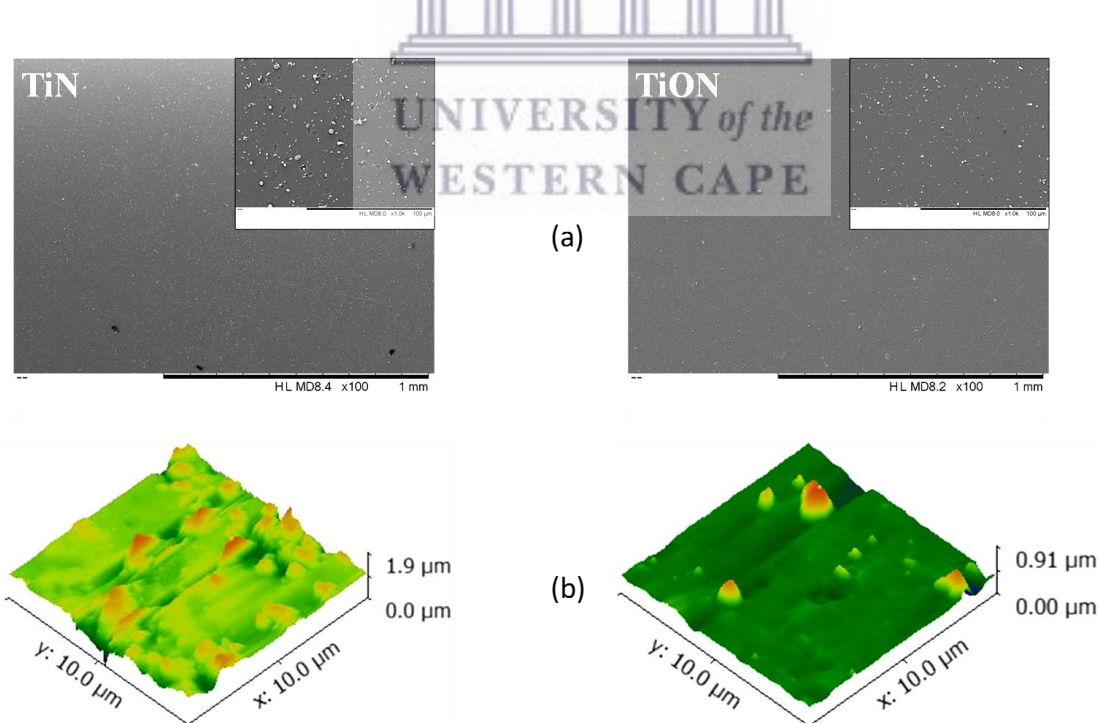 TiN
HL MD8.0 x1.0k 100 µm
HL MD8.4 x100 1 mm
UNIVERSITY of the
WESTERN CAPE
TiON
HL MD8.0 x1.0k 100 µm
HL MD8.2 x100 1 mm
(a)
1.9 µm
0.0 µm
y: 10.0 µm
x: 10.0 µm
(b)
0.91 µm
0.00 µm
y: 10.0 µm
x: 10.0 µm